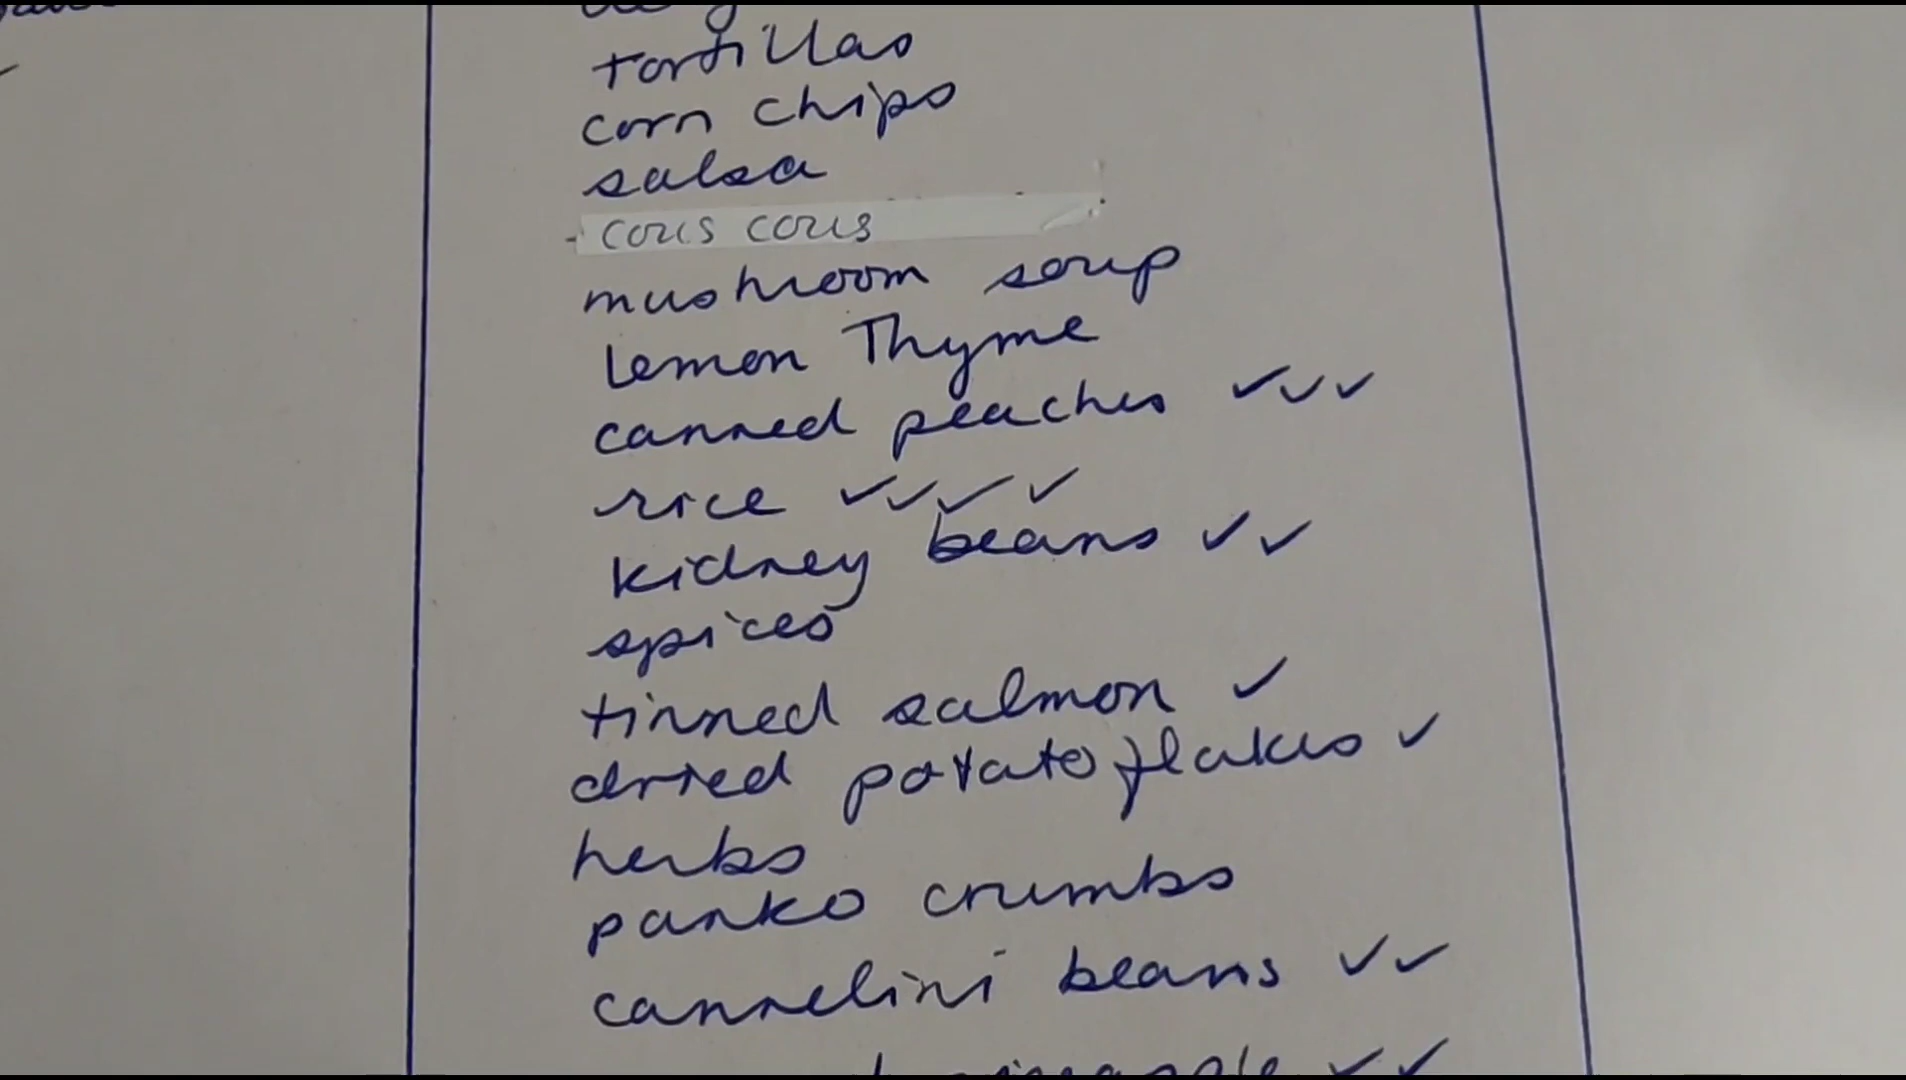 tortillas
corn chips
salsa
cous cous
mushroom soup
lemon Thyme
canned peaches ✓✓✓
rice ✓✓✓✓
kidney beans ✓✓
spices
tinned salmon ✓
dried potato flakes ✓
herbs
panko crumbs
cannelini beans ✓✓
pineapple ✓✓